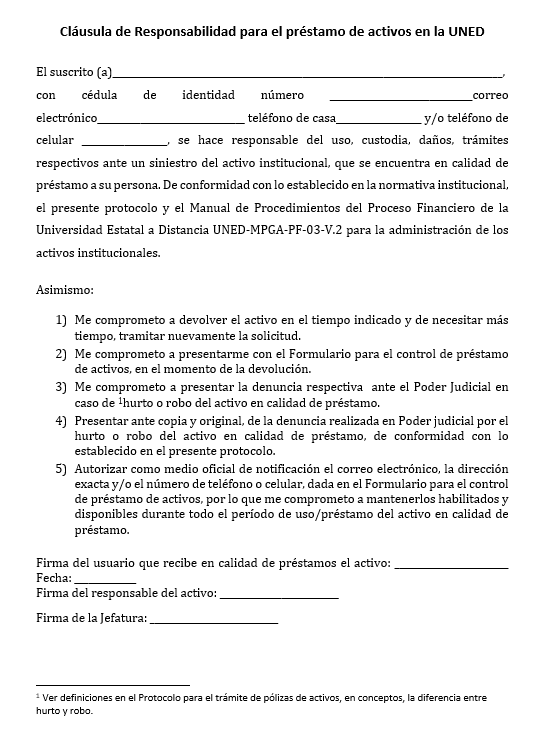 Cláusula de Responsabilidad para el préstamo de activos en la UNED
El suscrito (a)___________________________________________________________________,
con cédula de identidad número _________________________correo
electrónico__________________________ teléfono de casa_______________ y/o teléfono de
celular _______________, se hace responsable del uso, custodia, daños, trámites
respectivos ante un siniestro del activo institucional, que se encuentra en calidad de
préstamo a su persona. De conformidad con lo establecido en la normativa institucional,
el presente protocolo y el Manual de Procedimientos del Proceso Financiero de la
Universidad Estatal a Distancia UNED-MPGA-PF-03-V.2 para la administración de los
activos institucionales.
Asimismo:
1) Me comprometo a devolver el activo en el tiempo indicado y de necesitar más
tiempo, tramitar nuevamente la solicitud.
2) Me comprometo a presentarme con el Formulario para el control de préstamo
de activos, en el momento de la devolución.
3) Me comprometo a presentar la denuncia respectiva ante el Poder Judicial en
caso de ¹hurto o robo del activo en calidad de préstamo.
4) Presentar ante copia y original, de la denuncia realizada en Poder judicial por el
hurto o robo del activo en calidad de préstamo, de conformidad con lo
establecido en el presente protocolo.
5) Autorizar como medio oficial de notificación el correo electrónico, la dirección
exacta y/o el número de teléfono o celular, dada en el Formulario para el control
de préstamo de activos, por lo que me comprometo a mantenerlos habilitados y
disponibles durante todo el período de uso/préstamo del activo en calidad de
préstamo.
Firma del usuario que recibe en calidad de préstamos el activo: ____________________
Fecha: ___________
Firma del responsable del activo: _____________________
Firma de la Jefatura: _______________________
¹ Ver definiciones en el Protocolo para el trámite de pólizas de activos, en conceptos, la diferencia entre
hurto y robo.